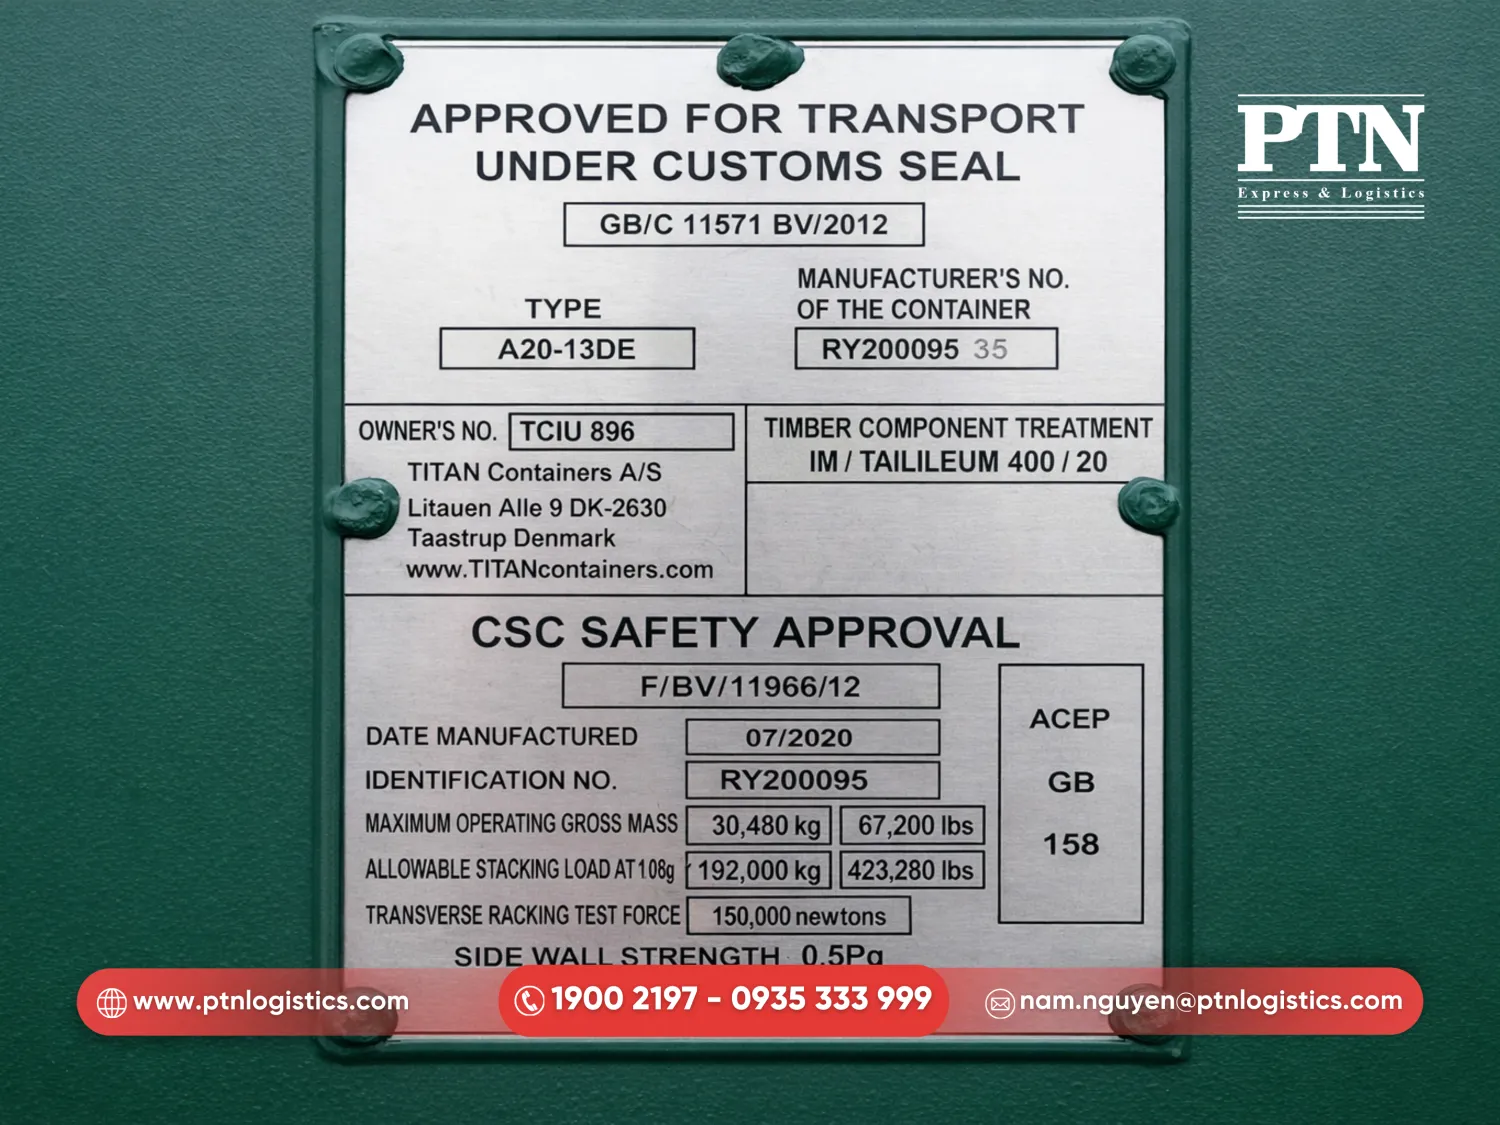 APPROVED FOR TRANSPORT
UNDER CUSTOMS SEAL
GB/C 11571 BV/2012
TYPE
A20-13DE
MANUFACTURER'S NO.
OF THE CONTAINER
RY200095 35
OWNER'S NO. TCIU 896
TITAN Containers A/S
Litauen Alle 9 DK-2630
Taastrup Denmark
www.TITANcontainers.com
TIMBER COMPONENT TREATMENT
IM / TAILILEUM 400 / 20
CSC SAFETY APPROVAL
F/BV/11966/12
DATE MANUFACTURED 07/2020
IDENTIFICATION NO. RY200095
MAXIMUM OPERATING GROSS MASS 30,480 kg 67,200 lbs
ALLOWABLE STACKING LOAD AT 108g 192,000 kg 423,280 lbs
TRANSVERSE RACKING TEST FORCE 150,000 newtons
SIDE WALL STRENGTH 0.5Pg
ACEP
GB
158
PTN
Express & Logistics
www.ptnlogistics.com
1900 2197 - 0935 333 999
nam.nguyen@ptnlogistics.com